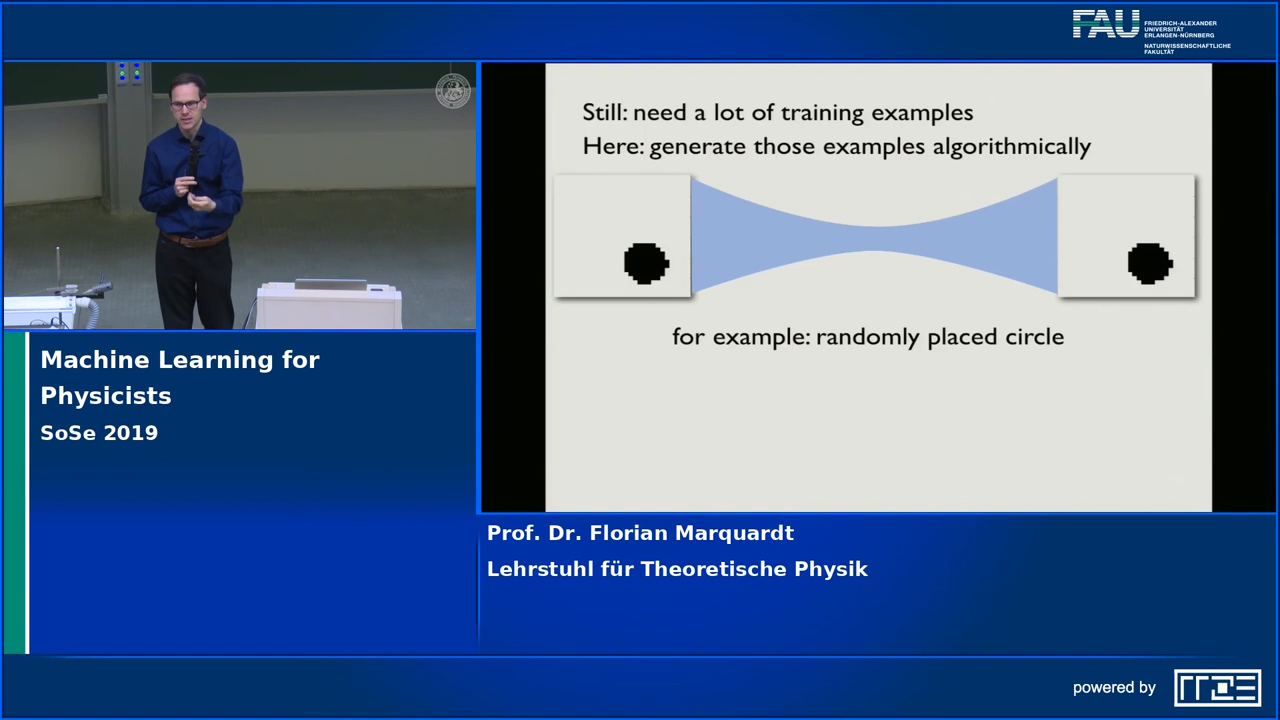 FAU
FRIEDRICH-ALEXANDER
UNIVERSITÄT
ERLANGEN-NÜRNBERG
NATURWISSENSCHAFTLICHE
FAKULTÄT
Still: need a lot of training examples
Here: generate those examples algorithmically
for example: randomly placed circle
Machine Learning for
Physicists
SoSe 2019
Prof. Dr. Florian Marquardt
Lehrstuhl für Theoretische Physik
powered by
RRZE